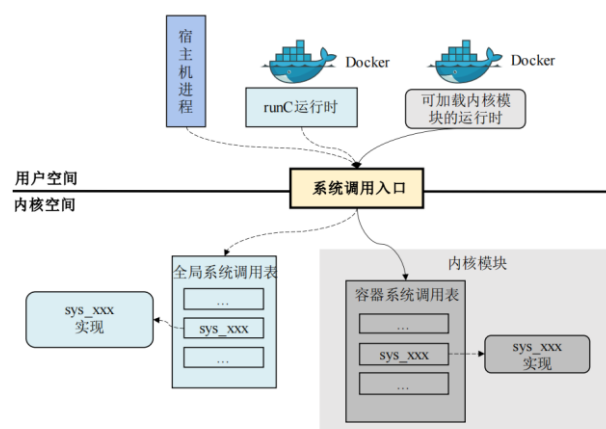 宿
主
机
进
程
Docker
runC运行时
Docker
可加载内核模
块的运行时
用户空间
系统调用入口
内核空间
全局系统调用表
…
sys_xxx
…
sys_xxx
实现
内核模块
容器系统调用表
…
sys_xxx
…
sys_xxx
实现